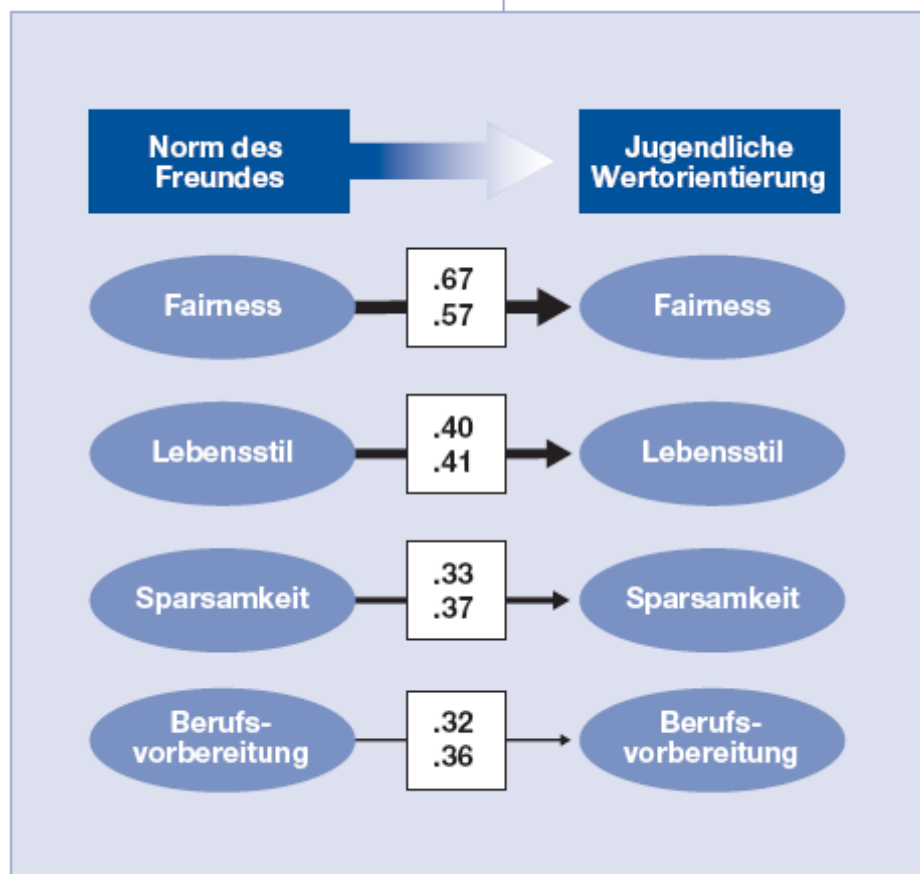 Norm des
Freundes
Jugendliche
Wertorientierung
Fairness
.67
.57
Fairness
Lebensstil
.40
.41
Lebensstil
Sparsamkeit
.33
.37
Sparsamkeit
Berufs-
vorbereitung
.32
.36
Berufs-
vorbereitung